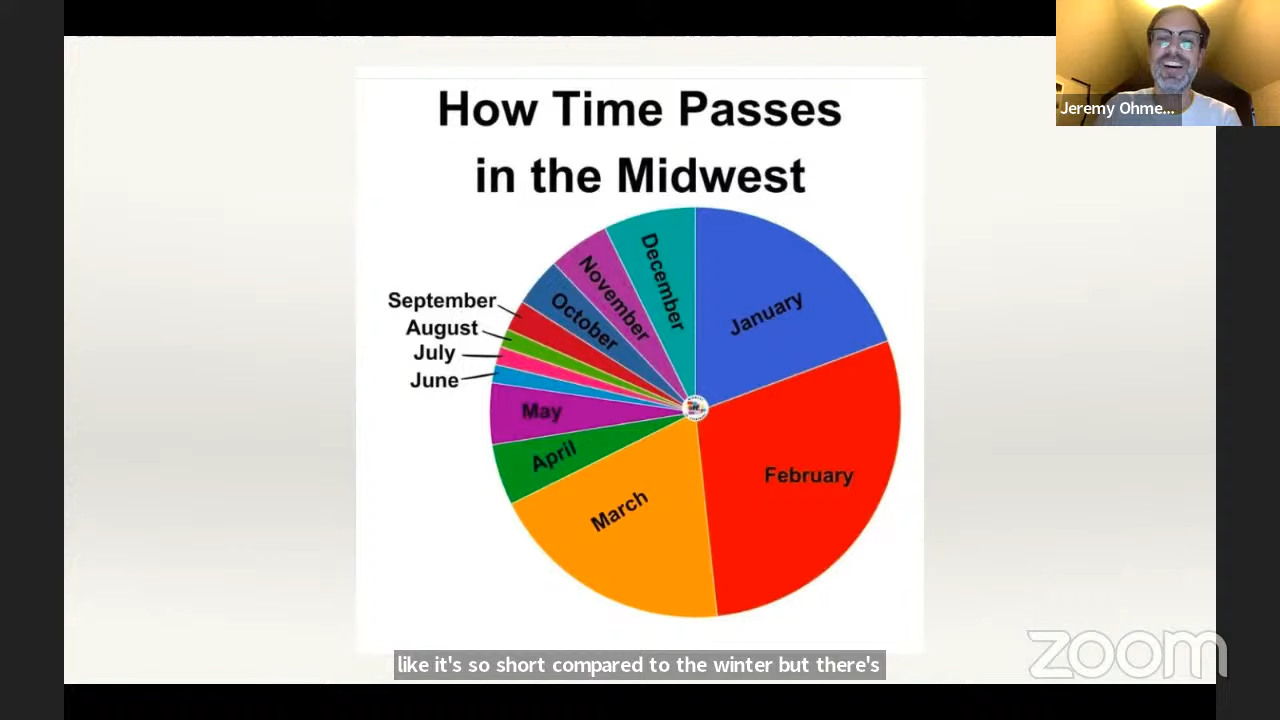 Jeremy Ohme...
How Time Passes
in the Midwest
January
February
March
April
May
June
July
August
September
October
November
December
like it's so short compared to the winter but there's
zoom